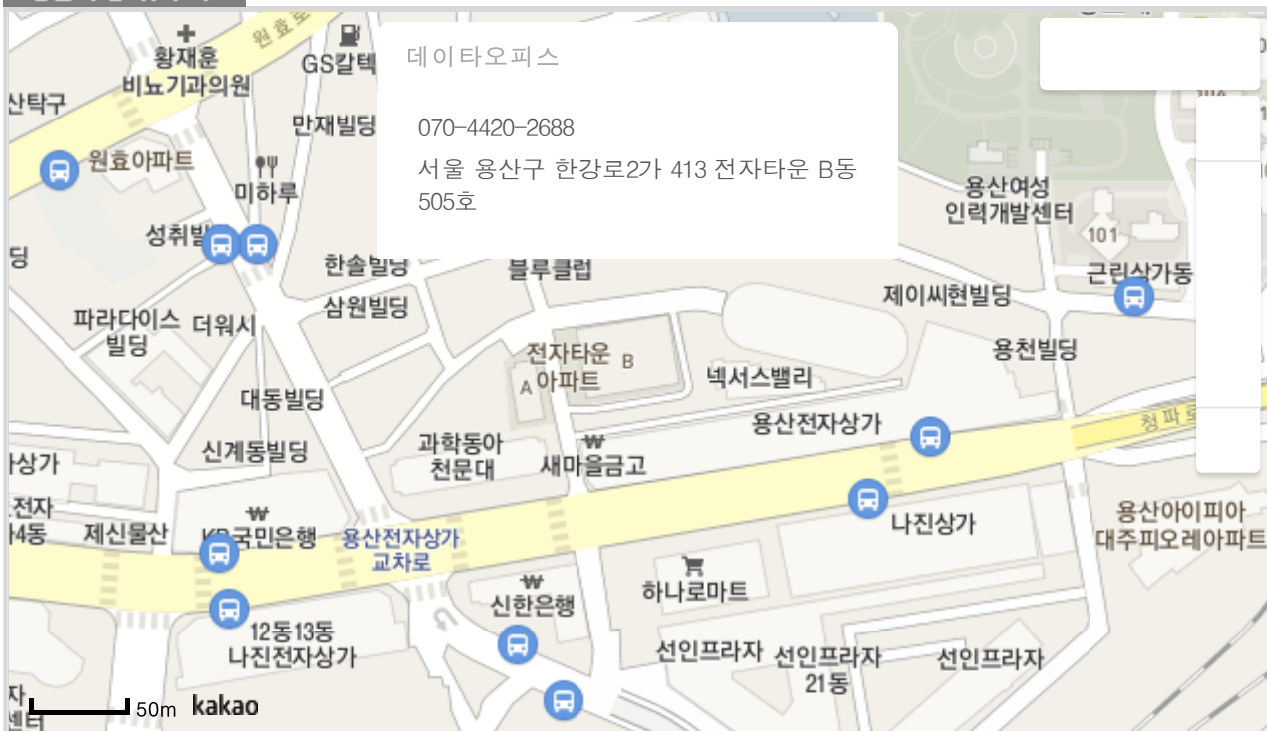 원효로
황재훈
비뇨기과의원
GS칼텍
데이타오피스
산탁구
만재빌딩
070-4420-2688
원효아파트
미하루
서울 용산구 한강로2가 413 전자타운 B동
505호
용산여성
인력개발센터
성취빌
101
딩
한솔빌딩
블루클럽
근린상가동
삼원빌딩
제이씨현빌딩
파라다이스
빌딩
더워시
전자타운
아파트
A
B
용천빌딩
넥서스밸리
대동빌딩
용산전자상가
청파로
신계동빌딩
과학동아
천문대
새마을금고
상가
전자
4동
제신물산
KB국민은행
용산전자상가
교차로
나진상가
용산아이피아
대주피오레아파트
신한은행
하나로마트
12동13동
나진전자상가
선인프라자
선인프라자
21동
선인프라자
자
센터
50m
kakao